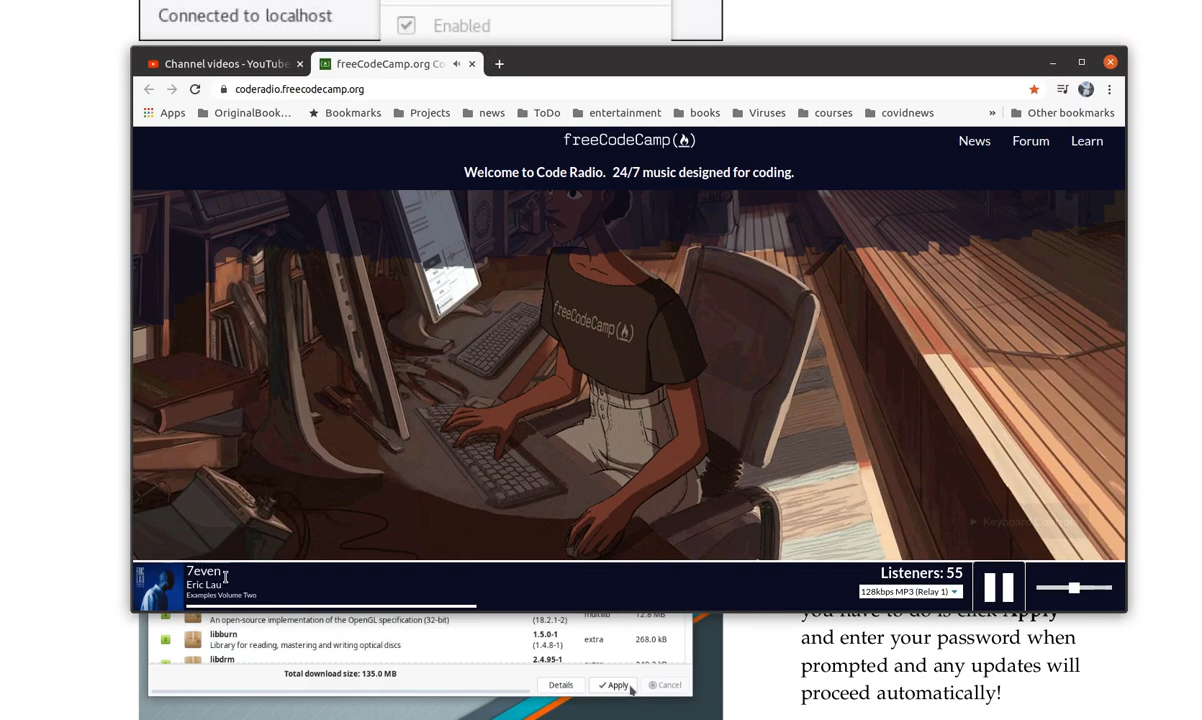 Connected to localhost
Enabled
Channel videos - YouTube
freeCodeCamp.org Co
coderadio.freecodecamp.org
Apps
OriginalBook...
Bookmarks
Projects
news
ToDo
entertainment
books
Viruses
courses
covidnews
»
Other bookmarks
freeCodeCamp
News
Forum
Learn
Welcome to Code Radio. 24/7 music designed for coding.
freeCodeCamp
Keyboard Controls
7even
Eric Lau
Examples Volume Two
Listeners: 55
128kbps MP3 (Relay 1)
An open-source implementation of the OpenGL specification (32-bit)
multilib
12.8 MB
(18.2.1-2)
libburn
Library for reading, mastering and writing optical discs
1.5.0-1
(1.4.8-1)
extra
268.0 kB
libdrm
2.4.95-1
Total download size: 135.0 MB
Details
Apply
Cancel
you have to do is click Apply
and enter your password when
prompted and any updates will
proceed automatically!